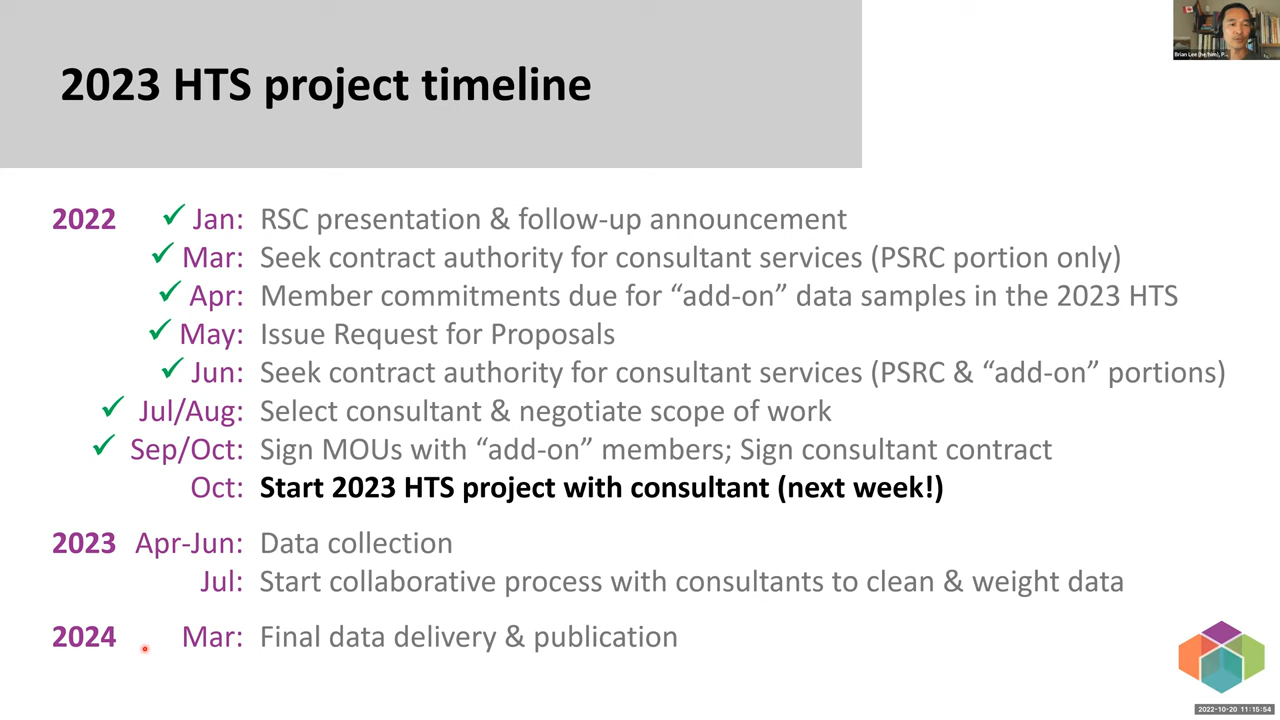 2023 HTS project timeline
Brian Lee (he/him), P...
2022 ✓ Jan: RSC presentation & follow-up announcement
✓ Mar: Seek contract authority for consultant services (PSRC portion only)
✓ Apr: Member commitments due for “add-on” data samples in the 2023 HTS
✓ May: Issue Request for Proposals
✓ Jun: Seek contract authority for consultant services (PSRC & “add-on” portions)
✓ Jul/Aug: Select consultant & negotiate scope of work
✓ Sep/Oct: Sign MOUs with “add-on” members; Sign consultant contract
Oct: Start 2023 HTS project with consultant (next week!)
2023 Apr-Jun: Data collection
Jul: Start collaborative process with consultants to clean & weight data
2024 Mar: Final data delivery & publication
2022-10-20 11:15:54